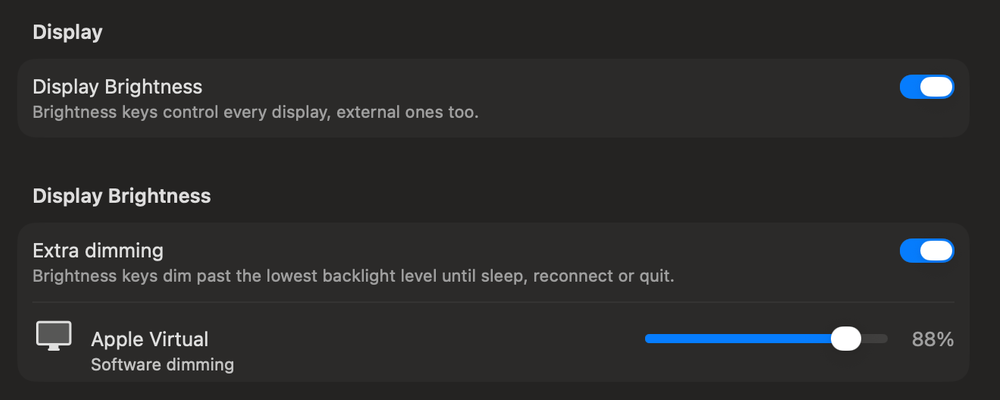 Display
Display Brightness
Brightness keys control every display, external ones too.
Display Brightness
Extra dimming
Brightness keys dim past the lowest backlight level until sleep, reconnect or quit.
Apple Virtual
88%
Software dimming